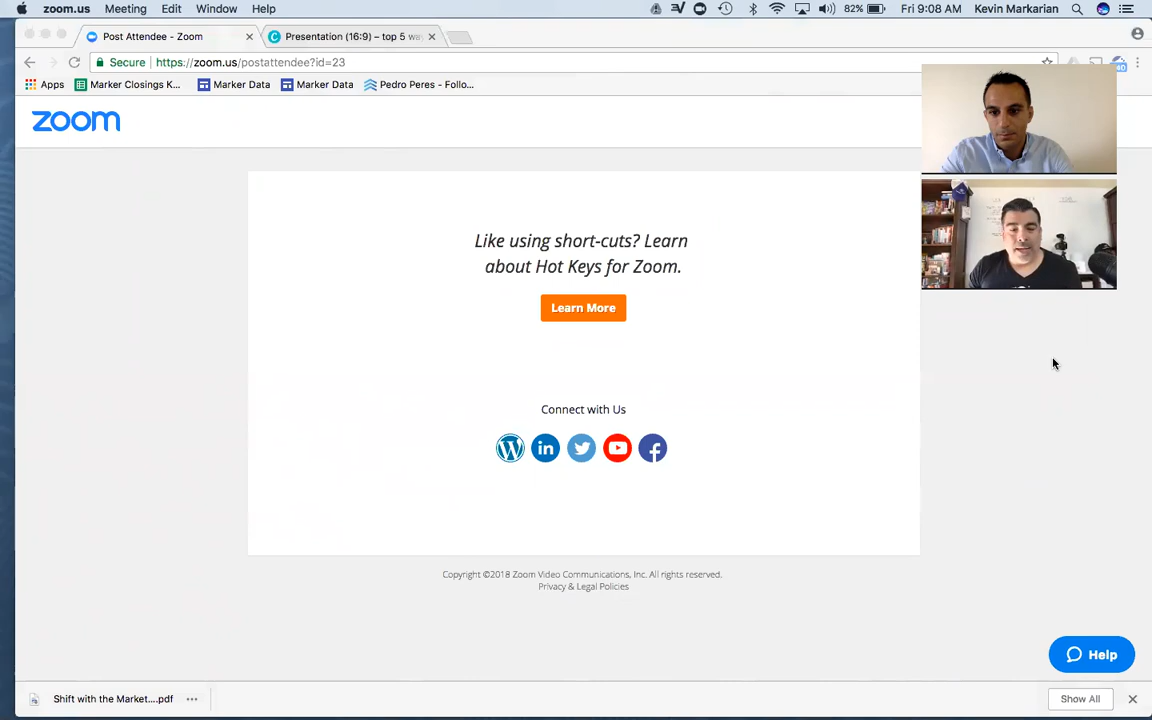 zoom.us Meeting Edit Window Help 82% Fri 9:08 AM Kevin Markarian
Post Attendee - Zoom Presentation (16:9) – top 5 wa
Secure https://zoom.us/postattendee?id=23
Apps Marker Closings K... Marker Data Marker Data Pedro Peres - Follo...
zoom
Like using short-cuts? Learn
about Hot Keys for Zoom.
Learn More
Connect with Us
Copyright ©2018 Zoom Video Communications, Inc. All rights reserved.
Privacy & Legal Policies
Help
Shift with the Market....pdf Show All